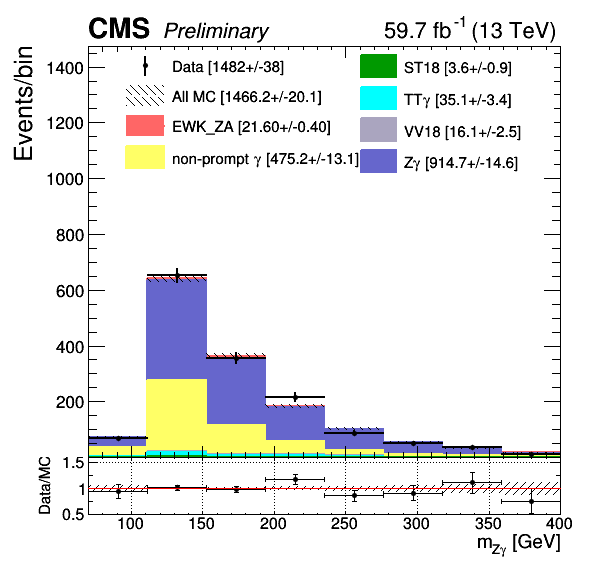 CMS Preliminary 59.7 fb⁻¹ (13 TeV)
Events/bin
1400
1200
1000
800
600
400
200
Data [1482+/-38]
All MC [1466.2+/-20.1]
EWK_ZA [21.60+/-0.40]
non-prompt γ [475.2+/-13.1]
ST18 [3.6+/-0.9]
TTγ [35.1+/-3.4]
VV18 [16.1+/-2.5]
Zγ [914.7+/-14.6]
Data/MC
1.5
1
0.5
100 150 200 250 300 350 400
m_Zγ [GeV]